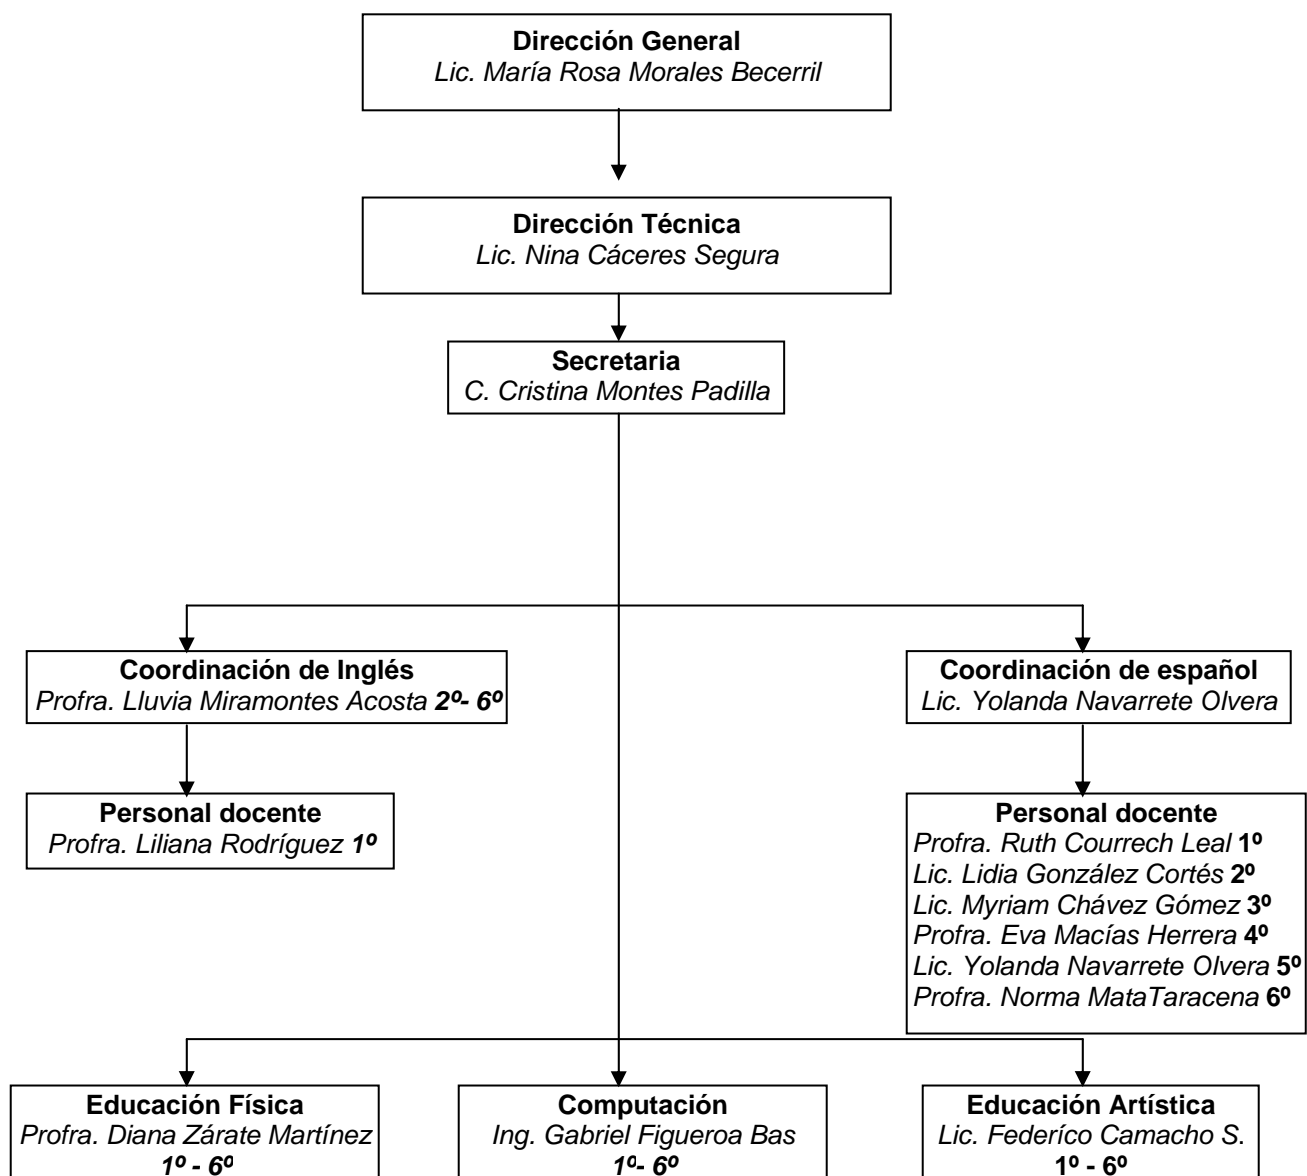 Dirección General
Lic. María Rosa Morales Becerril
Dirección Técnica
Lic. Nina Cáceres Segura
Secretaria
C. Cristina Montes Padilla
Coordinación de Inglés
Profra. Lluvia Miramontes Acosta 2º- 6º
Coordinación de español
Lic. Yolanda Navarrete Olvera
Personal docente
Profra. Liliana Rodríguez 1º
Personal docente
Profra. Ruth Courrech Leal 1º
Lic. Lidia González Cortés 2º
Lic. Myriam Chávez Gómez 3º
Profra. Eva Macías Herrera 4º
Lic. Yolanda Navarrete Olvera 5º
Profra. Norma MataTaracena 6º
Educación Física
Profra. Diana Zárate Martínez
1º - 6º
Computación
Ing. Gabriel Figueroa Bas
1º- 6º
Educación Artística
Lic. Federíco Camacho S.
1º - 6º